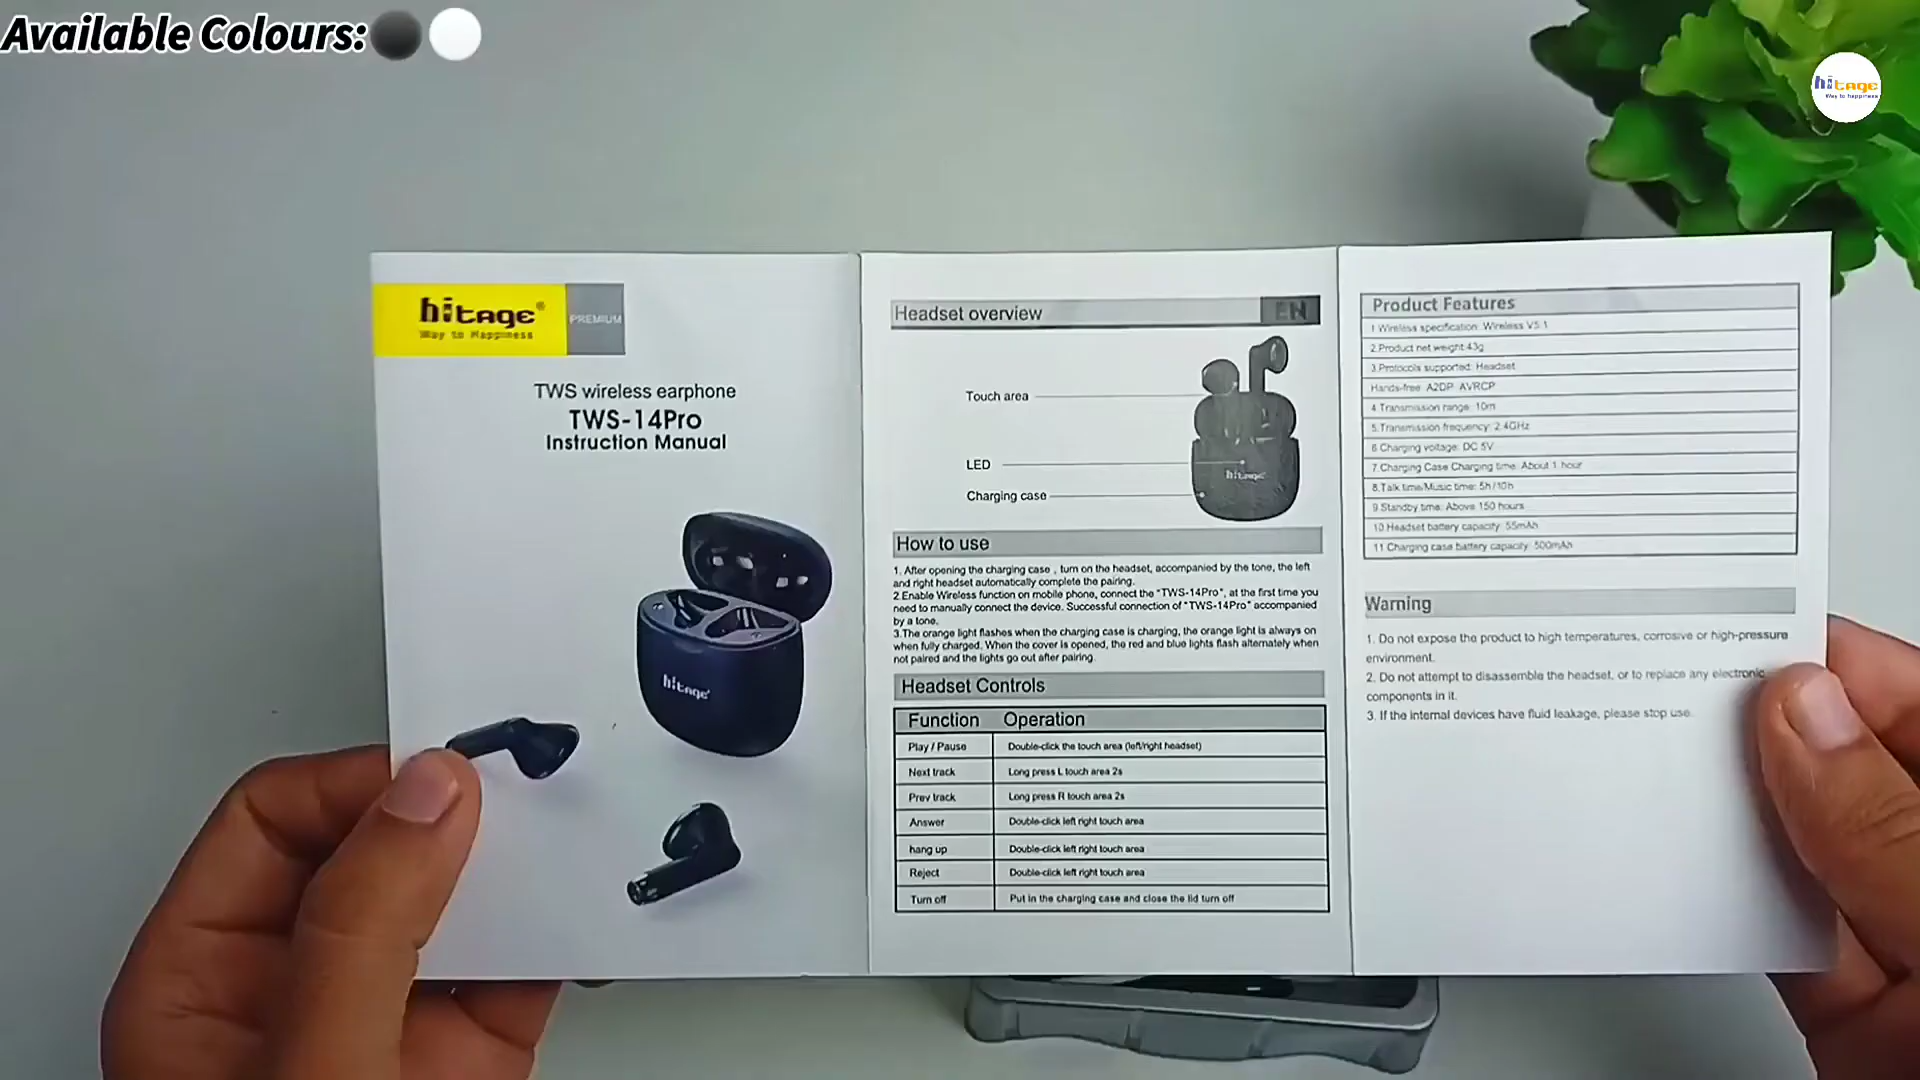 Available Colours:
hitage
Way to happiness
hitage®
Way to Happiness
PREMIUM
TWS wireless earphone
TWS-14Pro
Instruction Manual
hitage
Headset overview
EN
Touch area
LED
Charging case
hitage
How to use
1. After opening the charging case , turn on the headset, accompanied by the tone, the left
and right headset automatically complete the pairing.
2.Enable Wireless function on mobile phone, connect the "TWS-14Pro", at the first time you
need to manually connect the device. Successful connection of "TWS-14Pro" accompanied
by a tone.
3.The orange light flashes when the charging case is charging, the orange light is always on
when fully charged. When the cover is opened, the red and blue lights flash alternately when
not paired and the lights go out after pairing.
Headset Controls
Function Operation
Play / Pause Double-click the touch area (left/right headset)
Next track Long press L touch area 2s
Prev track Long press R touch area 2s
Answer Double-click left right touch area
hang up Double-click left right touch area
Reject Double-click left right touch area
Turn off Put in the charging case and close the lid turn off
Product Features
1 Wireless specification: Wireless V5.1
2.Product net weight:43g
3.Protocols supported: Headset
Hands-free A2DP AVRCP
4.Transmission range: 10m
5.Transmission frequency: 2.4GHz
6.Charging voltage: DC 5V
7.Charging Case Charging time: About 1 hour
8.Talk time/Music time: 5h/10h
9.Standby time: Above 150 hours
10.Headset battery capacity: 55mAh
11.Charging case battery capacity: 500mAh
Warning
1. Do not expose the product to high temperatures, corrosive or high-pressure
environment.
2. Do not attempt to disassemble the headset, or to replace any electronic
components in it.
3. If the internal devices have fluid leakage, please stop use.